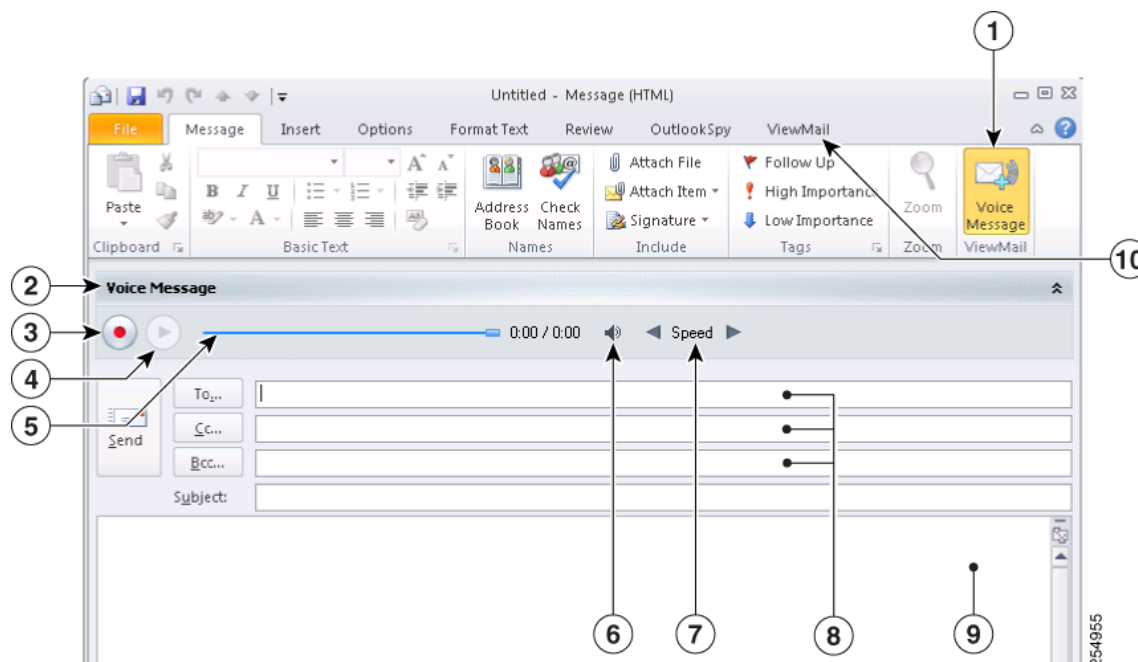 1
Untitled - Message (HTML)
File Message Insert Options Format Text Review OutlookSpy ViewMail
Paste
B I U
A
Address Book
Check Names
Attach File
Attach Item
Signature
Follow Up
High Importance
Low Importance
Zoom
Voice Message
Clipboard Basic Text Names Include Tags Zoom ViewMail
10
2 Voice Message
3 0:00 / 0:00 Speed
4
5
To...
Cc...
Bcc...
Send
Subject:
6 7 8 9
254955